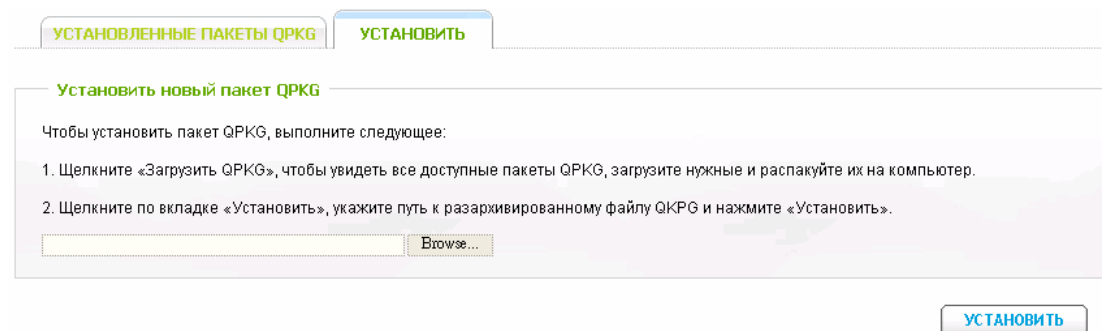 УСТАНОВЛЕННЫЕ ПАКЕТЫ QPKG УСТАНОВИТЬ
Установить новый пакет QPKG
Чтобы установить пакет QPKG, выполните следующее:
1. Щелкните «Загрузить QPKG», чтобы увидеть все доступные пакеты QPKG, загрузите нужные и распакуйте их на компьютер.
2. Щелкните по вкладке «Установить», укажите путь к разархивированному файлу QKPG и нажмите «Установить».
Browse...
УСТАНОВИТЬ